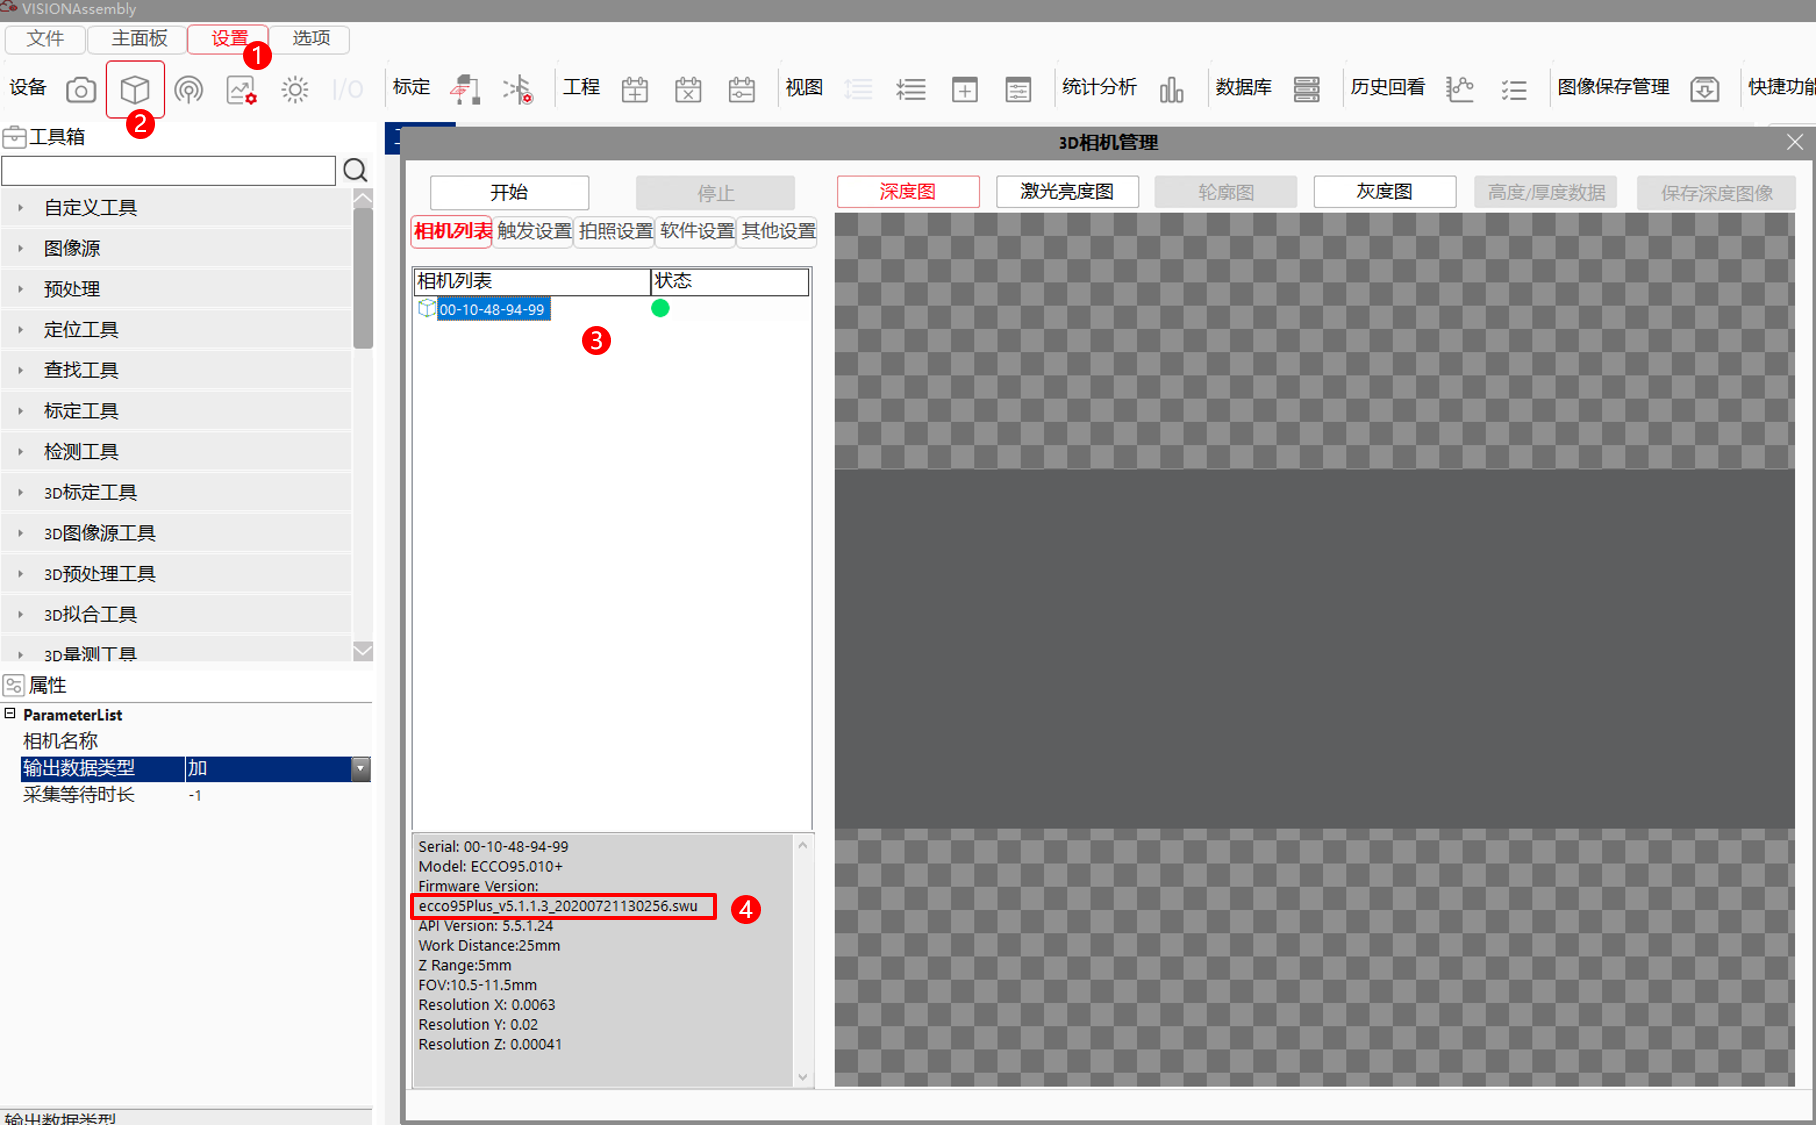 VISIONAssembly
文件 主面板 设置 选项
1
设备 I/O 标定 工程 视图 统计分析 数据库 历史回看 图像保存管理 快捷功能
2
工具箱
自定义工具
图像源
预处理
定位工具
查找工具
标定工具
检测工具
3D标定工具
3D图像源工具
3D预处理工具
3D拟合工具
3D量测工具
属性
ParameterList
相机名称
输出数据类型 加
采集等待时长 -1
输出数据类型
3D相机管理
开始 停止 深度图 激光亮度图 轮廓图 灰度图 高度/厚度数据 保存深度图像
相机列表 触发设置 拍照设置 软件设置 其他设置
相机列表 状态
00-10-48-94-99
3
Serial: 00-10-48-94-99
Model: ECCO95.010+
Firmware Version:
ecco95Plus_v5.1.1.3_20200721130256.swu
4
API Version: 5.5.1.24
Work Distance:25mm
Z Range:5mm
FOV:10.5-11.5mm
Resolution X: 0.0063
Resolution Y: 0.02
Resolution Z: 0.00041